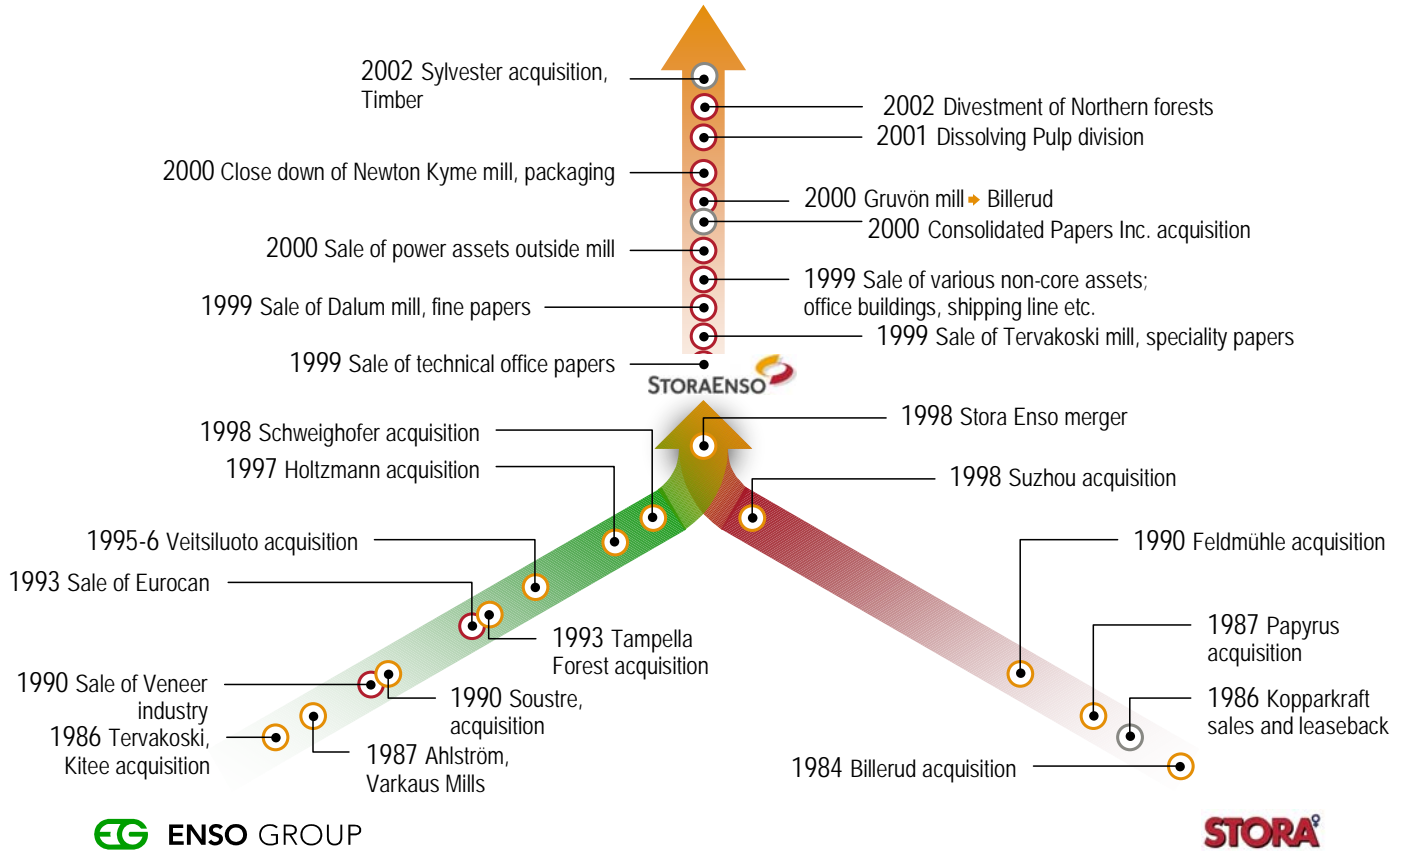 2002 Sylvester acquisition,
Timber
2002 Divestment of Northern forests
2001 Dissolving Pulp division
2000 Close down of Newton Kyme mill, packaging
2000 Gruvön mill Billerud
2000 Consolidated Papers Inc. acquisition
2000 Sale of power assets outside mill
1999 Sale of various non-core assets;
office buildings, shipping line etc.
1999 Sale of Dalum mill, fine papers
1999 Sale of Tervakoski mill, speciality papers
1999 Sale of technical office papers
STORAENSO
1998 Stora Enso merger
1998 Schweighofer acquisition
1997 Holtzmann acquisition
1998 Suzhou acquisition
1995-6 Veitsiluoto acquisition
1990 Feldmühle acquisition
1993 Sale of Eurocan
1993 Tampella
Forest acquisition
1987 Papyrus
acquisition
1990 Sale of Veneer
industry
1990 Soustre,
acquisition
1986 Kopparkraft
sales and leaseback
1986 Tervakoski,
Kitee acquisition
1987 Ahlström,
Varkaus Mills
1984 Billerud acquisition
EG ENSO GROUP
STORA